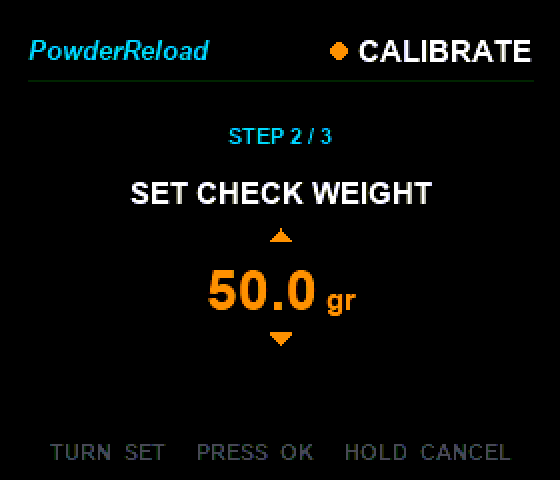 PowderReload
CALIBRATE
STEP 2 / 3
SET CHECK WEIGHT
50.0 gr
TURN SET PRESS OK HOLD CANCEL